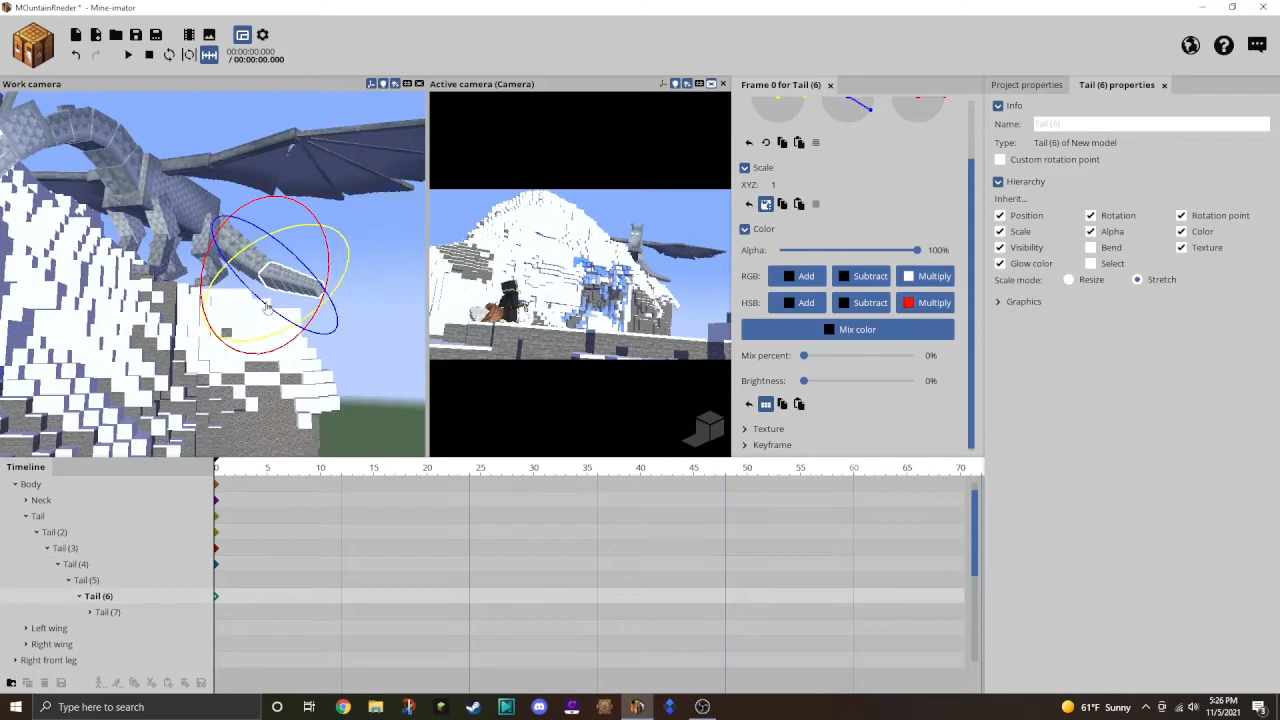 MOuntainRneder * - Mine-imator
00:00:00.000
/ 00:00:00.000
Work camera
Active camera (Camera)
Frame 0 for Tail (6)
Scale
XYZ: 1
Color
Alpha: 100%
RGB: Add Subtract Multiply
HSB: Add Subtract Multiply
Mix color
Mix percent: 0%
Brightness: 0%
Texture
Keyframe
Project properties
Tail (6) properties
Info
Name: Tail (6)
Type: Tail (6) of New model
Custom rotation point
Hierarchy
Inherit...
Position Rotation Rotation point
Scale Alpha Color
Visibility Bend Texture
Glow color Select
Scale mode: Resize Stretch
Graphics
Timeline
0 5 10 15 20 25 30 35 40 45 50 55 60 65 70
Body
Neck
Tail
Tail (2)
Tail (3)
Tail (4)
Tail (5)
Tail (6)
Tail (7)
Left wing
Right wing
Right front leg
Type here to search
61°F Sunny
5:26 PM
11/5/2021